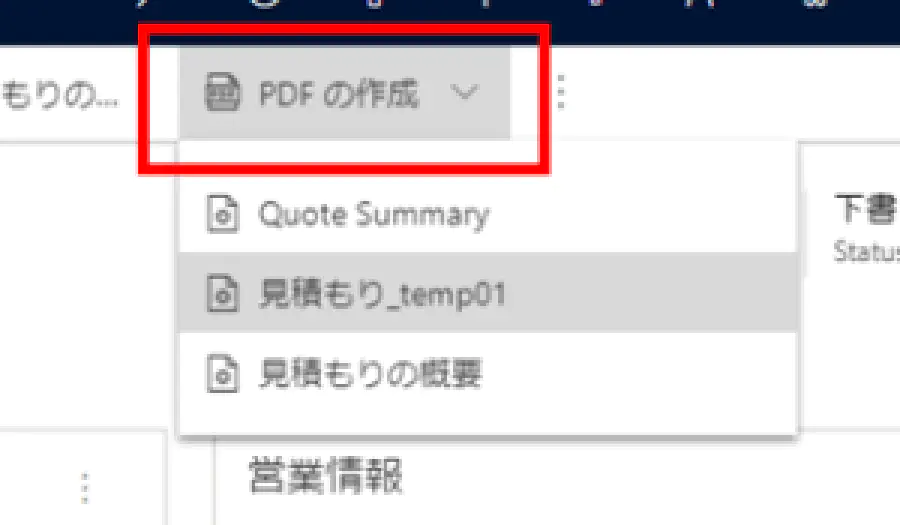 もりの...
PDF の作成
Quote Summary
見積もり_temp01
見積もりの概要
下書
Status
営業情報